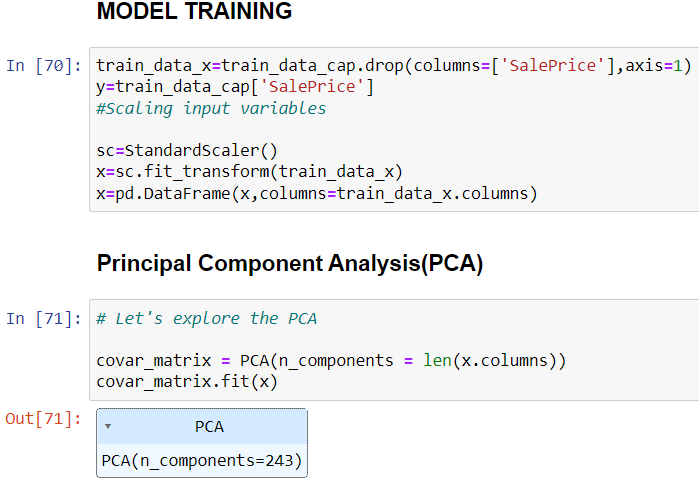 MODEL TRAINING
In [70]: train_data_x=train_data_cap.drop(columns=['SalePrice'],axis=1)
y=train_data_cap['SalePrice']
#Scaling input variables
sc=StandardScaler()
x=sc.fit_transform(train_data_x)
x=pd.DataFrame(x,columns=train_data_x.columns)
Principal Component Analysis(PCA)
In [71]: # Let's explore the PCA
covar_matrix = PCA(n_components = len(x.columns))
covar_matrix.fit(x)
Out[71]:
PCA
PCA(n_components=243)